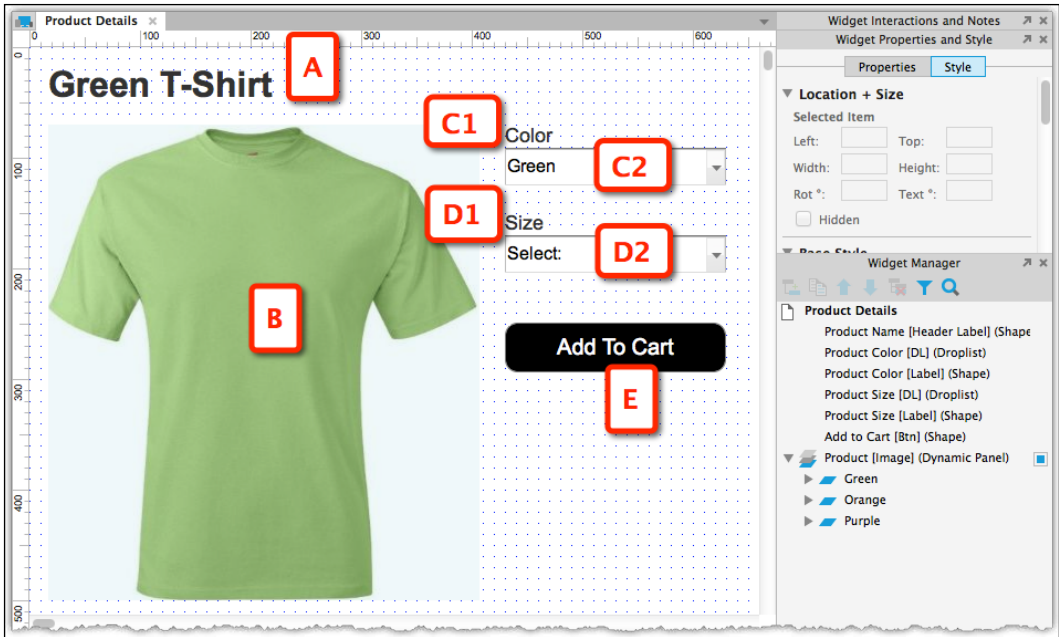 Product Details
Widget Interactions and Notes
Widget Properties and Style
0 100 200 300 400 500 600
0
100
200
300
400
500
Green T-Shirt
A
B
C1
Color
Green
C2
D1
Size
Select:
D2
Add To Cart
E
Properties
Style
Location + Size
Selected Item
Left:
Top:
Width:
Height:
Rot °:
Text °:
Hidden
Base Style
Widget Manager
Product Details
Product Name [Header Label] (Shape
Product Color [DL] (Droplist)
Product Color [Label] (Shape)
Product Size [DL] (Droplist)
Product Size [Label] (Shape)
Add to Cart [Btn] (Shape)
Product [Image] (Dynamic Panel)
Green
Orange
Purple